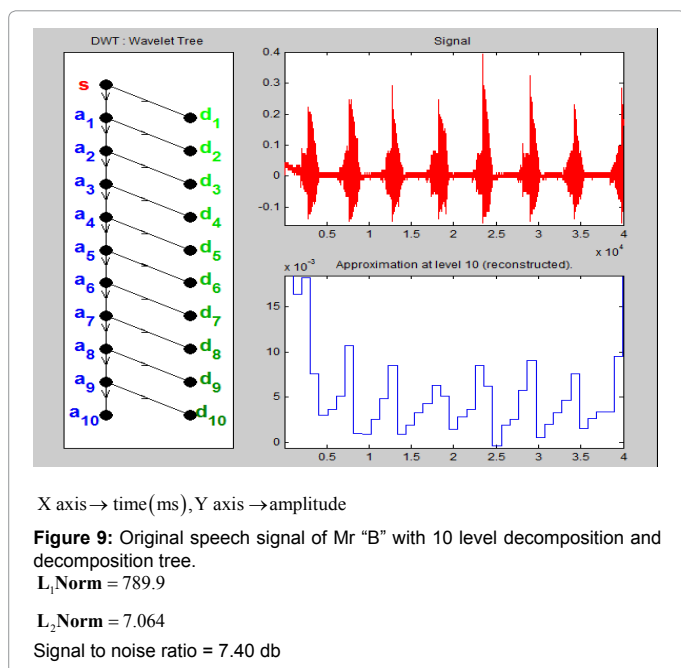 DWT : Wavelet Tree
s
a1
d1
a2
d2
a3
d3
a4
d4
a5
d5
a6
d6
a7
d7
a8
d8
a9
d9
a10
d10
Signal
0.4
0.3
0.2
0.1
0
-0.1
0.5 1 1.5 2 2.5 3 3.5 4
x 10^4
x 10^-3
Approximation at level 10 (reconstructed).
15
10
5
0
0.5 1 1.5 2 2.5 3 3.5 4
X axis → time(ms), Y axis → amplitude
Figure 9: Original speech signal of Mr “B” with 10 level decomposition and
decomposition tree.
L1Norm = 789.9
L2Norm = 7.064
Signal to noise ratio = 7.40 db